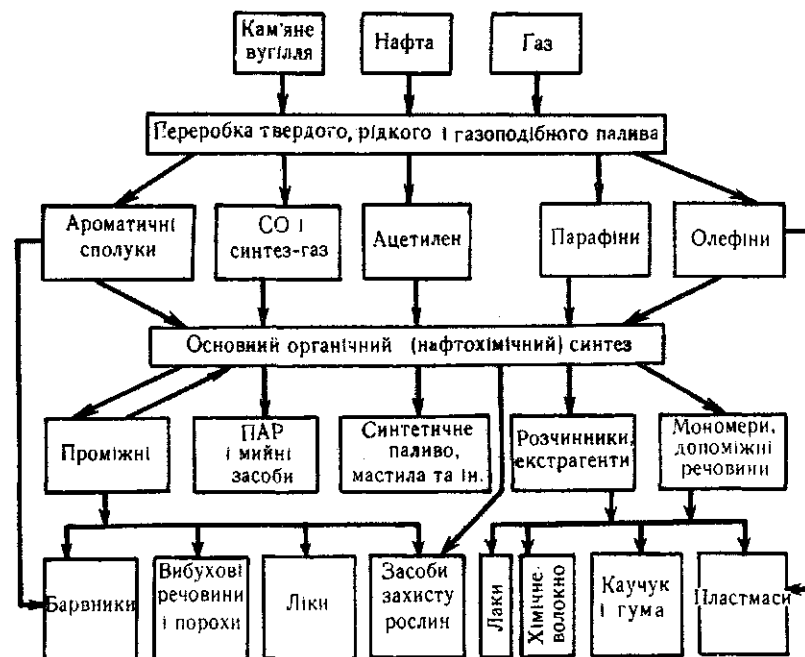 Кам'яне
вугілля
Нафта
Газ
Переробка твердого, рідкого і газоподібного палива
Ароматичні
сполуки
СО і
синтез-газ
Ацетилен
Парафіни
Олефіни
Основний органічний (нафтохімічний) синтез
Проміжні
ПАР
і мийні
засоби
Синтетичне
паливо,
мастила та ін.
Розчинники,
екстрагенти
Мономери,
допоміжні
речовини
Барвники
Вибухові
речовини
і порохи
Ліки
Засоби
захисту
рослин
Лаки
Хімічне
волокно
Каучук
і гума
Пластмаси